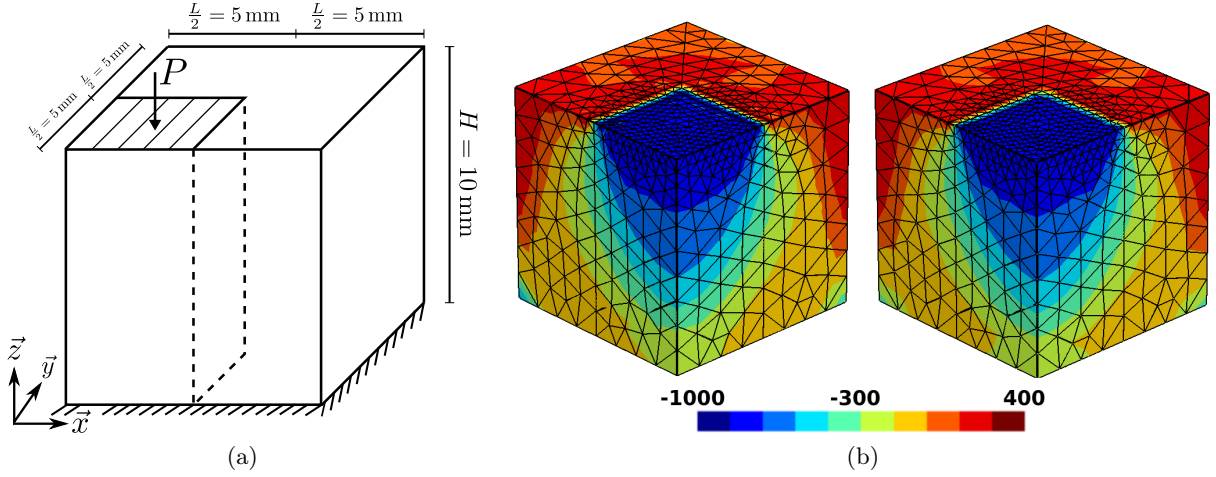 L/2 = 5 mm L/2 = 5 mm
L/2 = 5 mm L/2 = 5 mm
P
H = 10 mm
z⃗
y⃗
x⃗
-1000 -300 400
(a) (b)